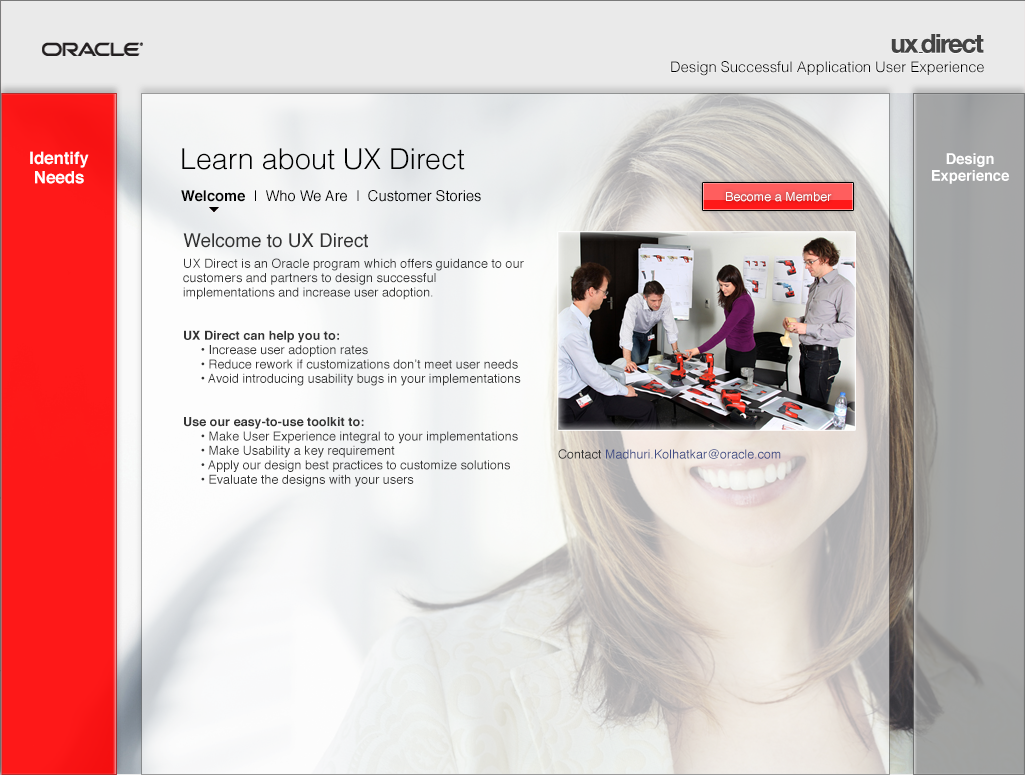 ORACLE
ux direct
Design Successful Application User Experience
Identify
Needs
Design
Experience
Learn about UX Direct
Welcome | Who We Are | Customer Stories
Become a Member
Welcome to UX Direct
UX Direct is an Oracle program which offers guidance to our
customers and partners to design successful
implementations and increase user adoption.
UX Direct can help you to:
• Increase user adoption rates
• Reduce rework if customizations don't meet user needs
• Avoid introducing usability bugs in your implementations
Use our easy-to-use toolkit to:
• Make User Experience integral to your implementations
• Make Usability a key requirement
• Apply our design best practices to customize solutions
• Evaluate the designs with your users
Contact Madhuri.Kolhatkar@oracle.com